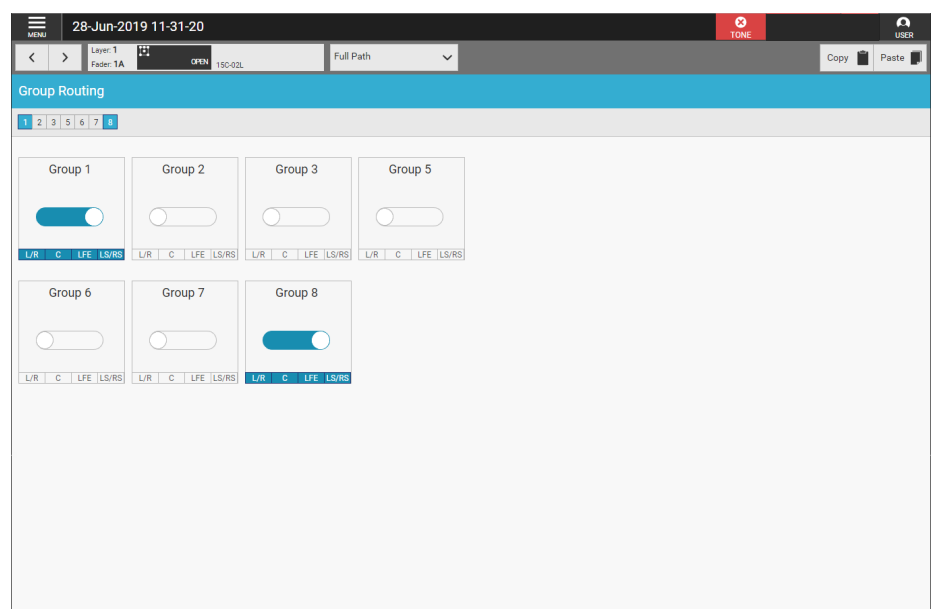 MENU
28-Jun-2019 11-31-20
TONE
USER
Layer: 1
Fader: 1A
OPEN
15C-02L
Full Path
Copy
Paste
Group Routing
1 2 3 5 6 7 8
Group 1 Group 2 Group 3 Group 5
L/R C LFE LS/RS L/R C LFE LS/RS L/R C LFE LS/RS L/R C LFE LS/RS
Group 6 Group 7 Group 8
L/R C LFE LS/RS L/R C LFE LS/RS L/R C LFE LS/RS